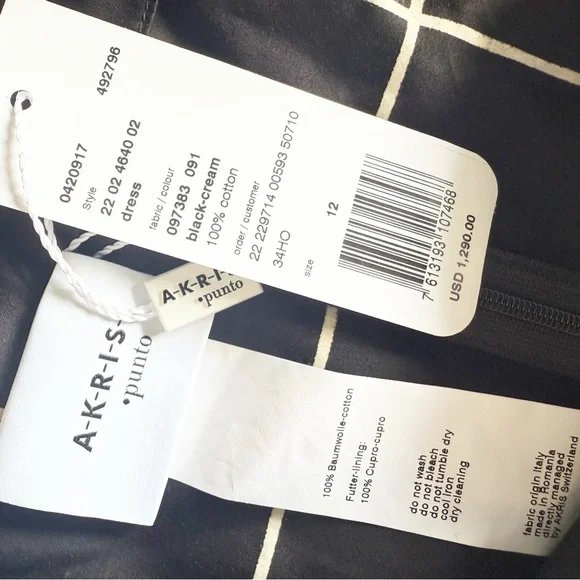 492796
0420917
Style
22 02 4640 02
dress
fabric / colour
097383 091
black-cream
100% cotton
order / customer
22 229714 00593 50710
34HO
size
12
7 613193 107468
USD 1,290.00
A-K-R-I-S-
•punto
A-K-R-I-S-
•punto
100% Baumwolle-cotton
Futter-lining:
100% Cupro-cupro
do not wash
do not bleach
do not tumble dry
cool iron
dry cleaning
fabric origin Italy
made in Romania
directly managed
by AKRIS Switzerland